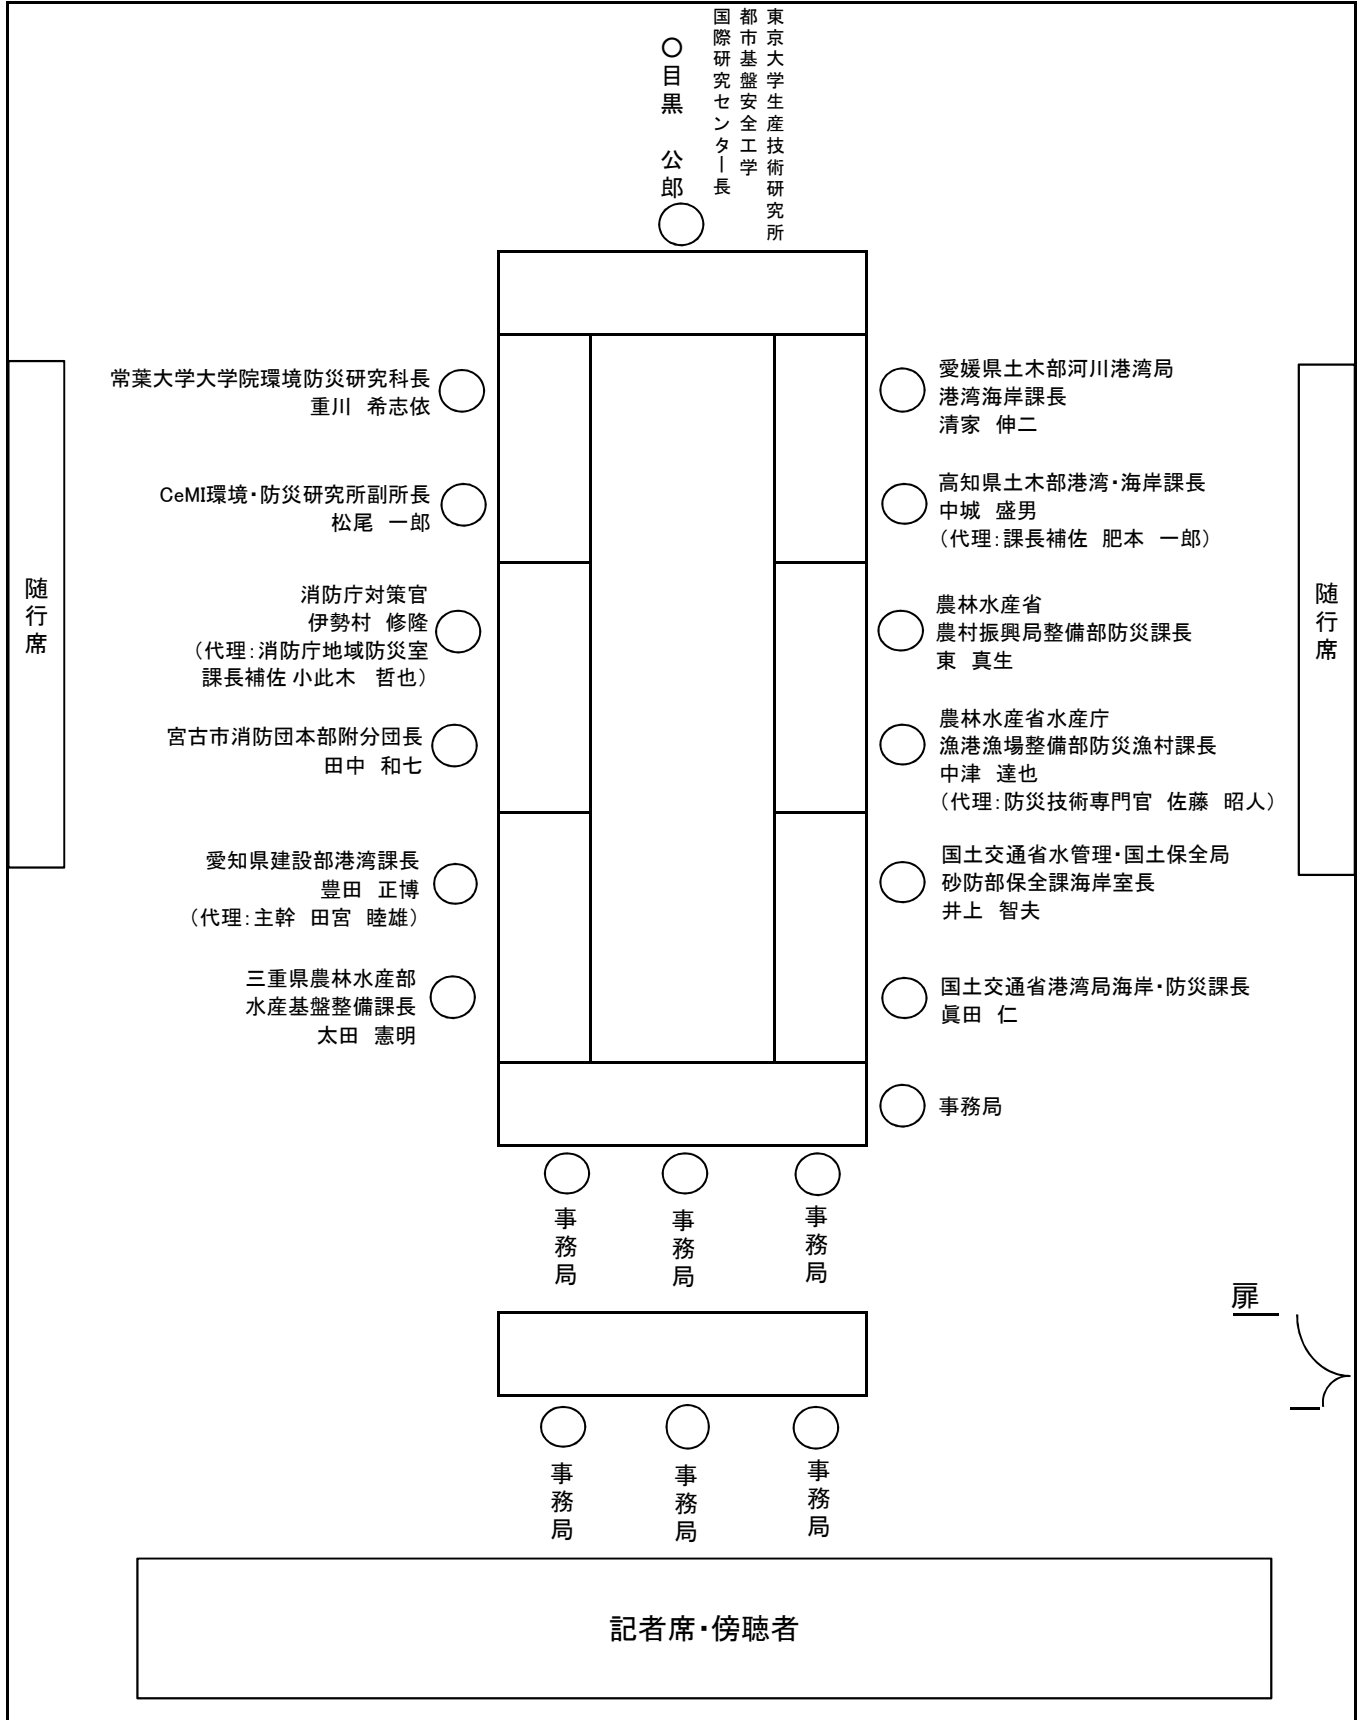 東京大学生産技術研究所
都市基盤安全工学
国際研究センター長
○目黒　公郎
常葉大学大学院環境防災研究科長
重川　希志依
CeMI環境・防災研究所副所長
松尾　一郎
消防庁対策官
伊勢村　修隆
（代理：消防庁地域防災室
課長補佐 小此木　哲也）
宮古市消防団本部附分団長
田中　和七
愛知県建設部港湾課長
豊田　正博
（代理：主幹　田宮　睦雄）
三重県農林水産部
水産基盤整備課長
太田　憲明
愛媛県土木部河川港湾局
港湾海岸課長
清家　伸二
高知県土木部港湾・海岸課長
中城　盛男
（代理：課長補佐　肥本　一郎）
農林水産省
農村振興局整備部防災課長
東　真生
農林水産省水産庁
漁港漁場整備部防災漁村課長
中津　達也
（代理：防災技術専門官　佐藤　昭人）
国土交通省水管理・国土保全局
砂防部保全課海岸室長
井上　智夫
国土交通省港湾局海岸・防災課長
眞田　仁
事務局
随行席
随行席
事務局
事務局
事務局
扉
事務局
事務局
事務局
記者席・傍聴者